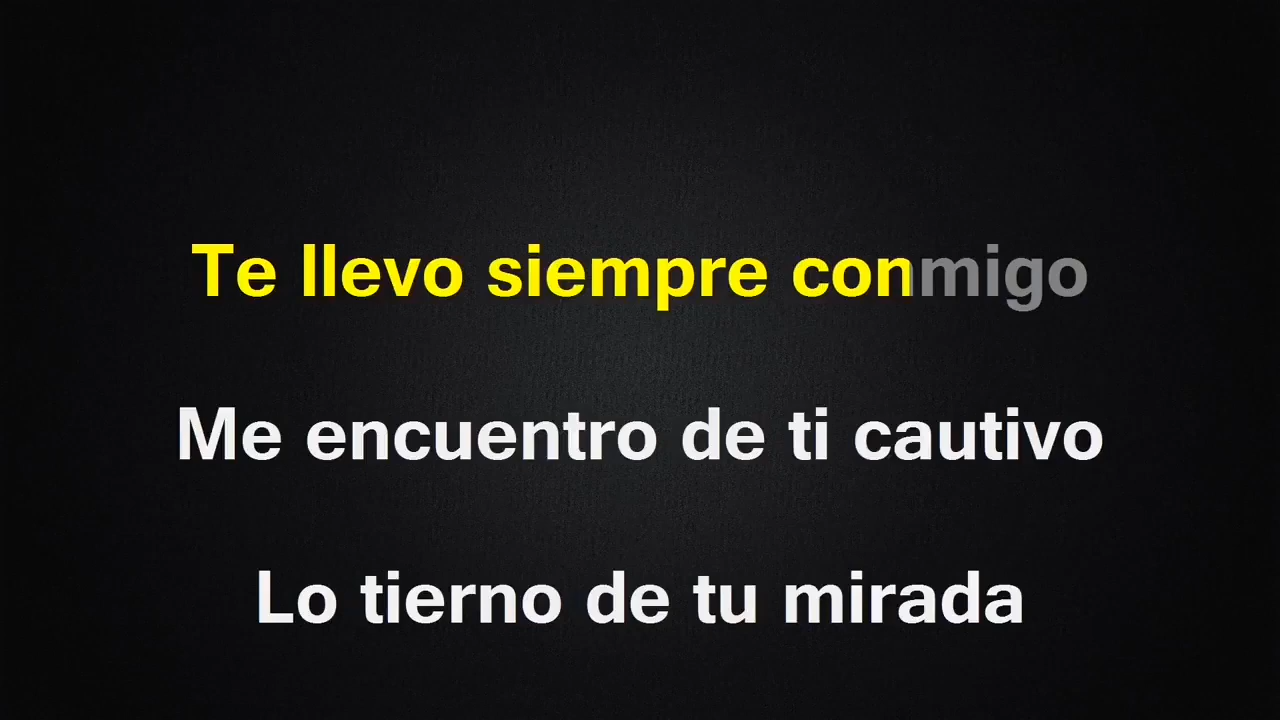 Te llevo siempre conmigo
Me encuentro de ti cautivo
Lo tierno de tu mirada